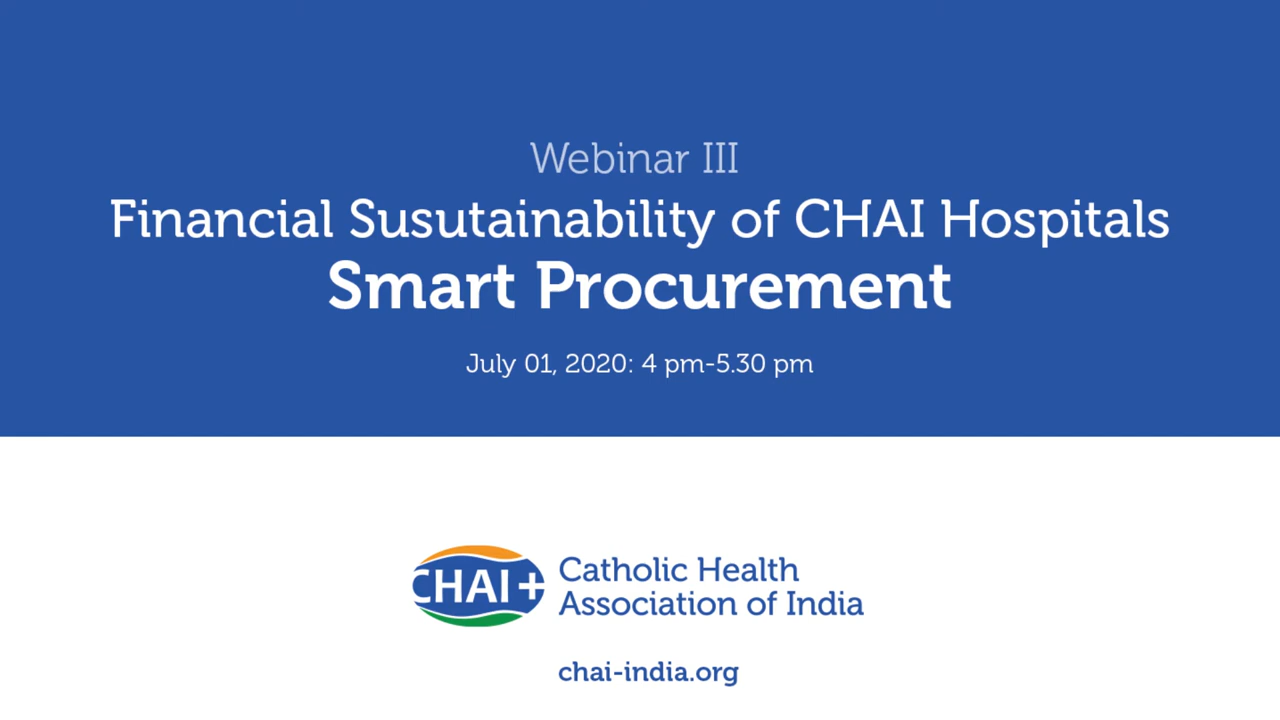 Webinar III
Financial Susutainability of CHAI Hospitals
Smart Procurement
July 01, 2020: 4 pm-5.30 pm
CHAI+
Catholic Health
Association of India
chai-india.org